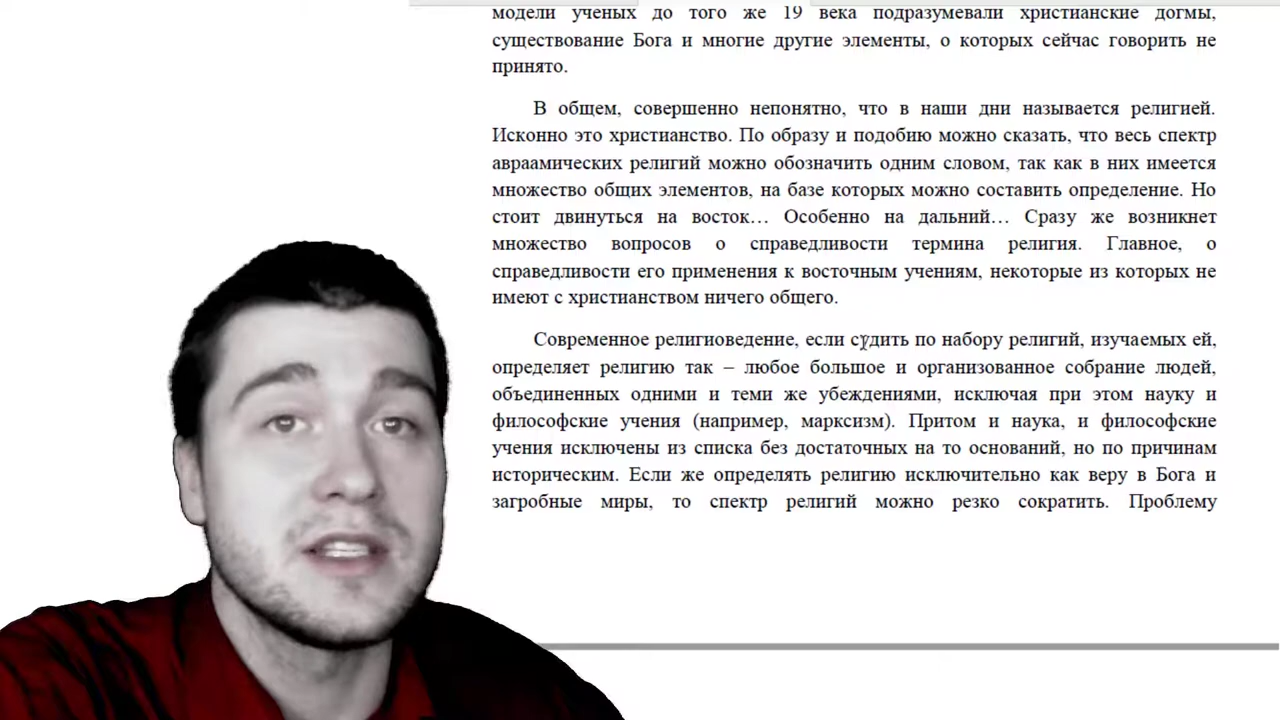 модели ученых до того же 19 века подразумевали христианские догмы,
существование Бога и многие другие элементы, о которых сейчас говорить не
принято.
В общем, совершенно непонятно, что в наши дни называется религией.
Исконно это христианство. По образу и подобию можно сказать, что весь спектр
авраамических религий можно обозначить одним словом, так как в них имеется
множество общих элементов, на базе которых можно составить определение. Но
стоит двинуться на восток… Особенно на дальний… Сразу же возникнет
множество вопросов о справедливости термина религия. Главное, о
справедливости его применения к восточным учениям, некоторые из которых не
имеют с христианством ничего общего.
Современное религиоведение, если судить по набору религий, изучаемых ей,
определяет религию так – любое большое и организованное собрание людей,
объединенных одними и теми же убеждениями, исключая при этом науку и
философские учения (например, марксизм). Притом и наука, и философские
учения исключены из списка без достаточных на то оснований, но по причинам
историческим. Если же определять религию исключительно как веру в Бога и
загробные миры, то спектр религий можно резко сократить. Проблему